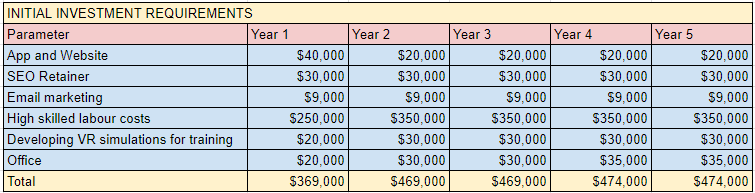 INITIAL INVESTMENT REQUIREMENTS
Parameter Year 1 Year 2 Year 3 Year 4 Year 5
App and Website $40,000 $20,000 $20,000 $20,000 $20,000
SEO Retainer $30,000 $30,000 $30,000 $30,000 $30,000
Email marketing $9,000 $9,000 $9,000 $9,000 $9,000
High skilled labour costs $250,000 $350,000 $350,000 $350,000 $350,000
Developing VR simulations for training $20,000 $30,000 $30,000 $30,000 $30,000
Office $20,000 $30,000 $30,000 $35,000 $35,000
Total $369,000 $469,000 $469,000 $474,000 $474,000